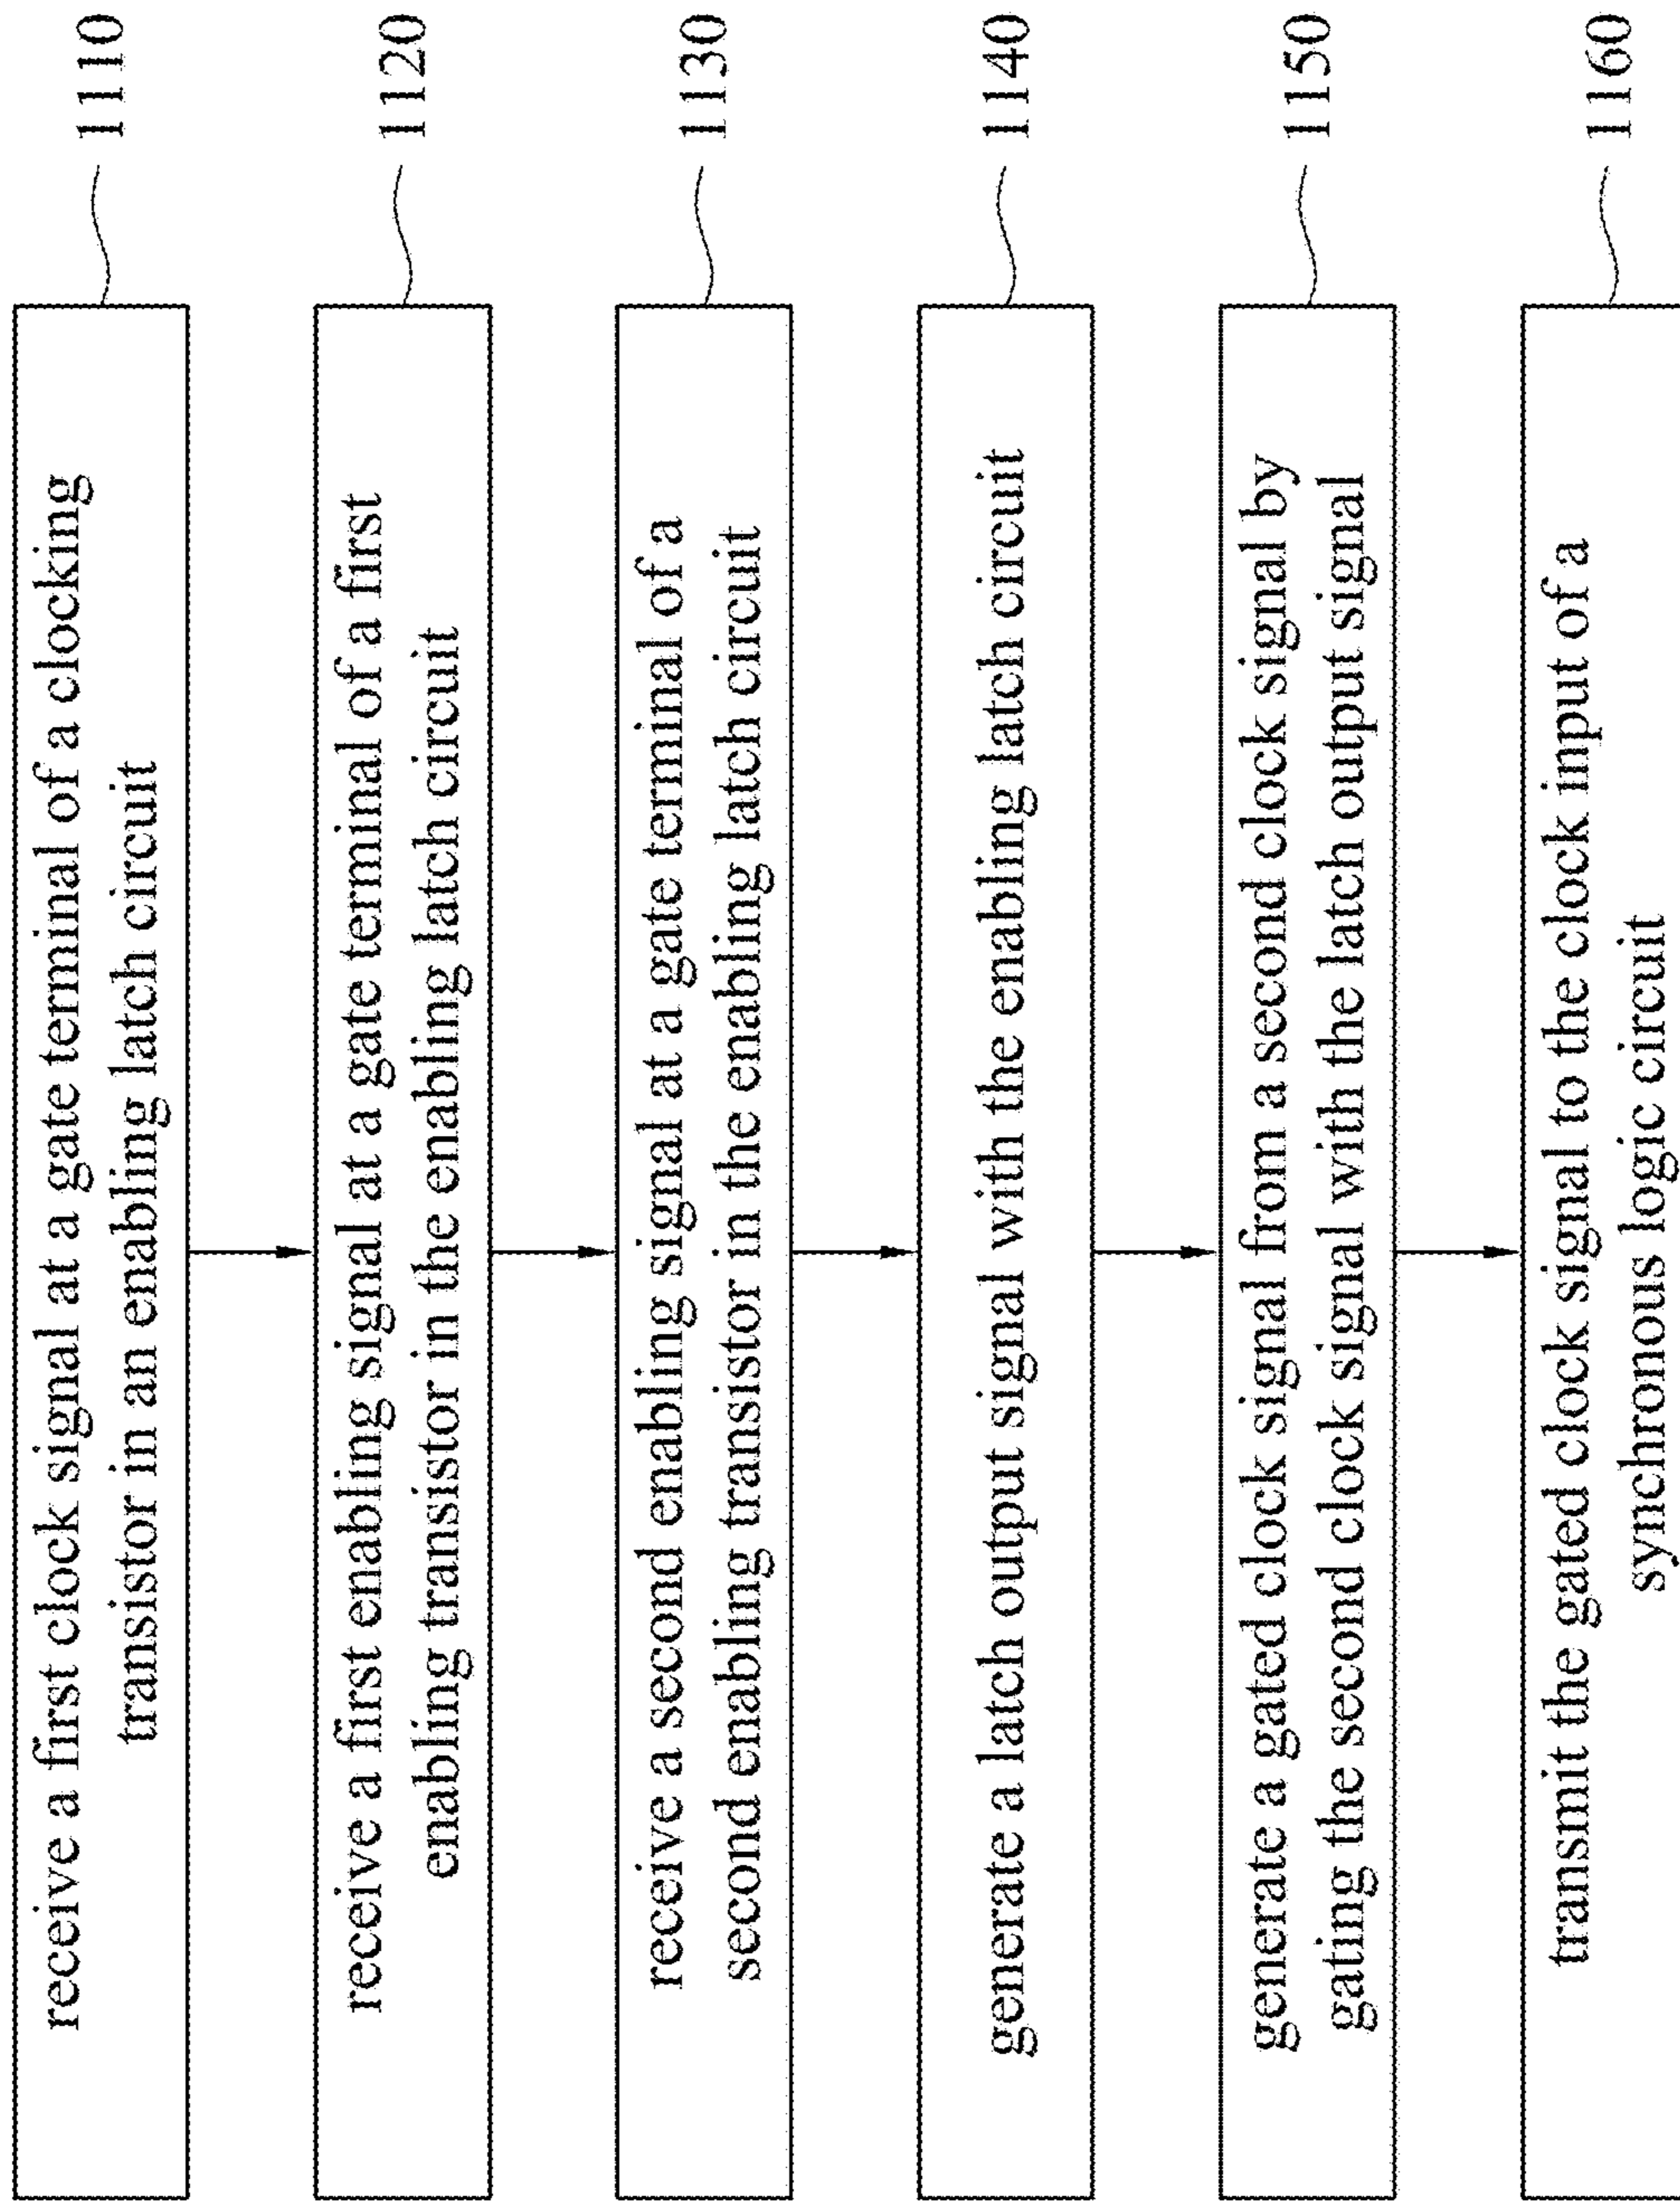 receive a first clock signal at a gate terminal of a clocking
transistor in an enabling latch circuit
1110
receive a first enabling signal at a gate terminal of a first
enabling transistor in the enabling latch circuit
1120
receive a second enabling signal at a gate terminal of a
second enabling transistor in the enabling latch circuit
1130
generate a latch output signal with the enabling latch circuit
1140
generate a gated clock signal from a second clock signal by
gating the second clock signal with the latch output signal
1150
transmit the gated clock signal to the clock input of a
synchronous logic circuit
1160